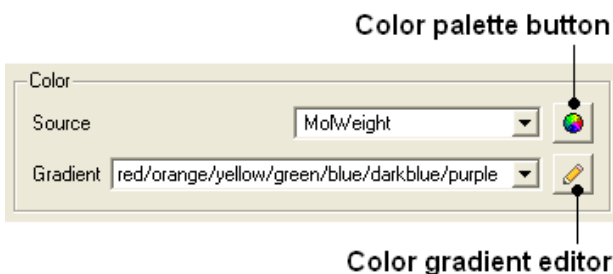 Color palette button
Color
Source MolWeight
Gradient red/orange/yellow/green/blue/darkblue/purple
Color gradient editor